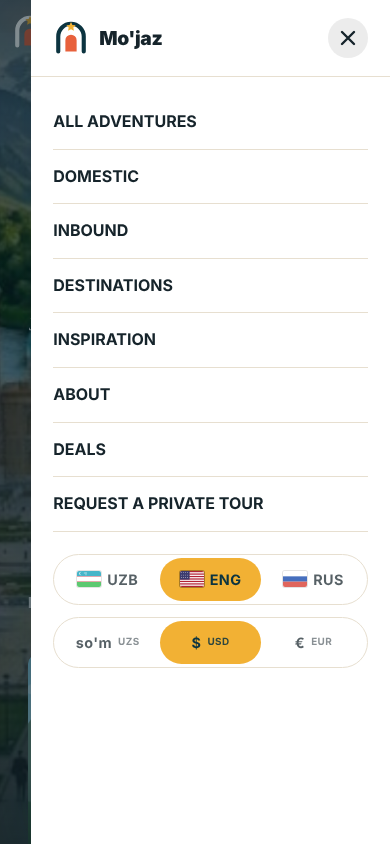 Mo'jaz
ALL ADVENTURES
DOMESTIC
INBOUND
DESTINATIONS
INSPIRATION
ABOUT
DEALS
REQUEST A PRIVATE TOUR
UZB ENG RUS
so'm UZS $ USD € EUR